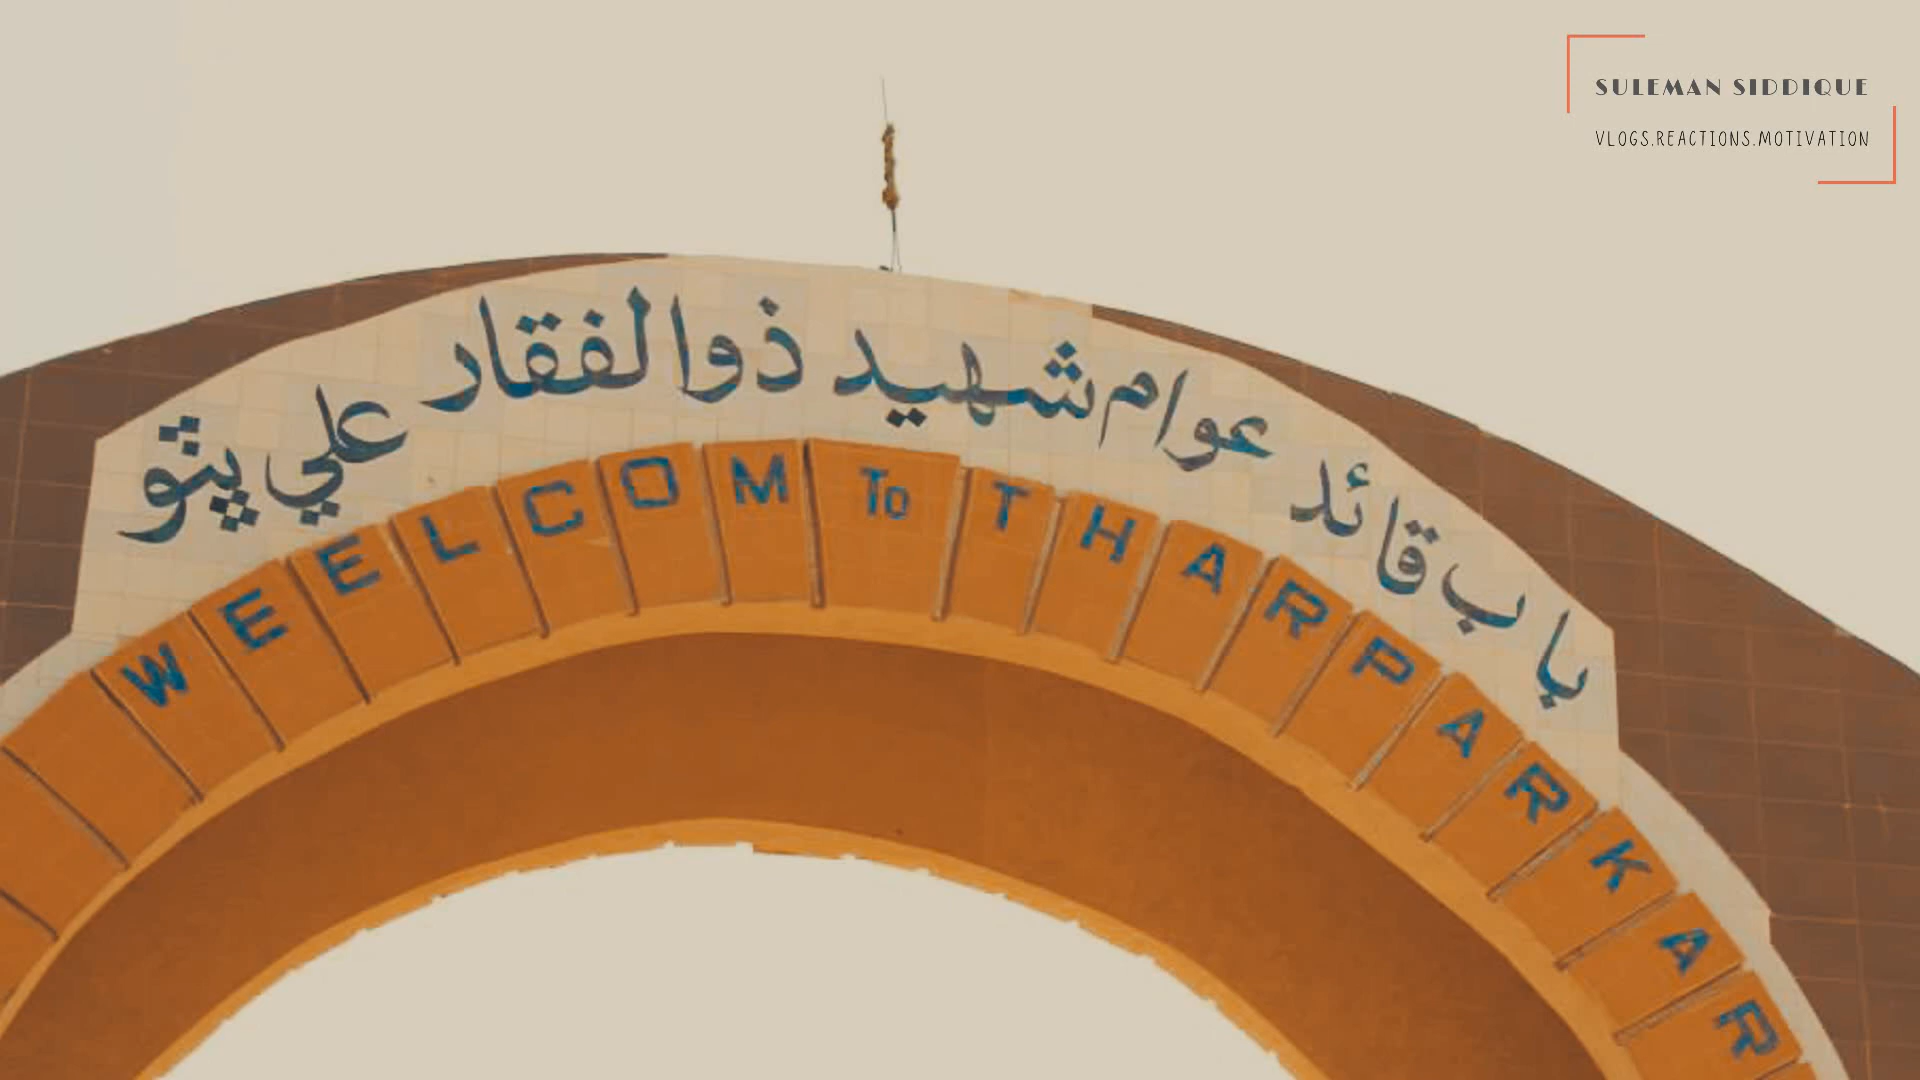 SULEMAN SIDDIQUE
VLOGS.REACTIONS.MOTIVATION
باب قائد عوام شهيد ذوالفقار علي ڀٽو
WEELCOM To THARPARKAR